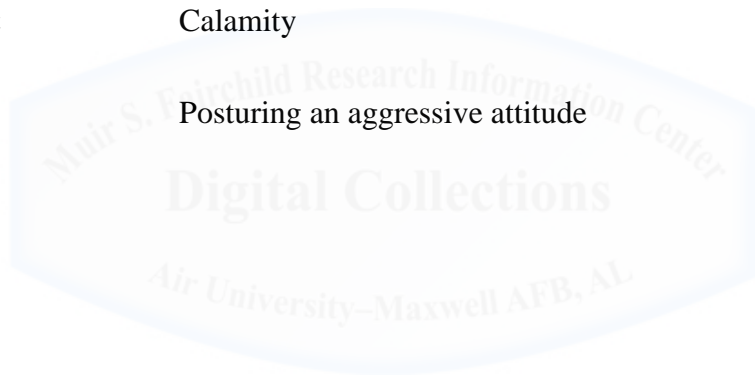 Calamity
Muir S. Fairchild Research Information Center
Posturing an aggressive attitude
Digital Collections
Air University–Maxwell AFB, AL